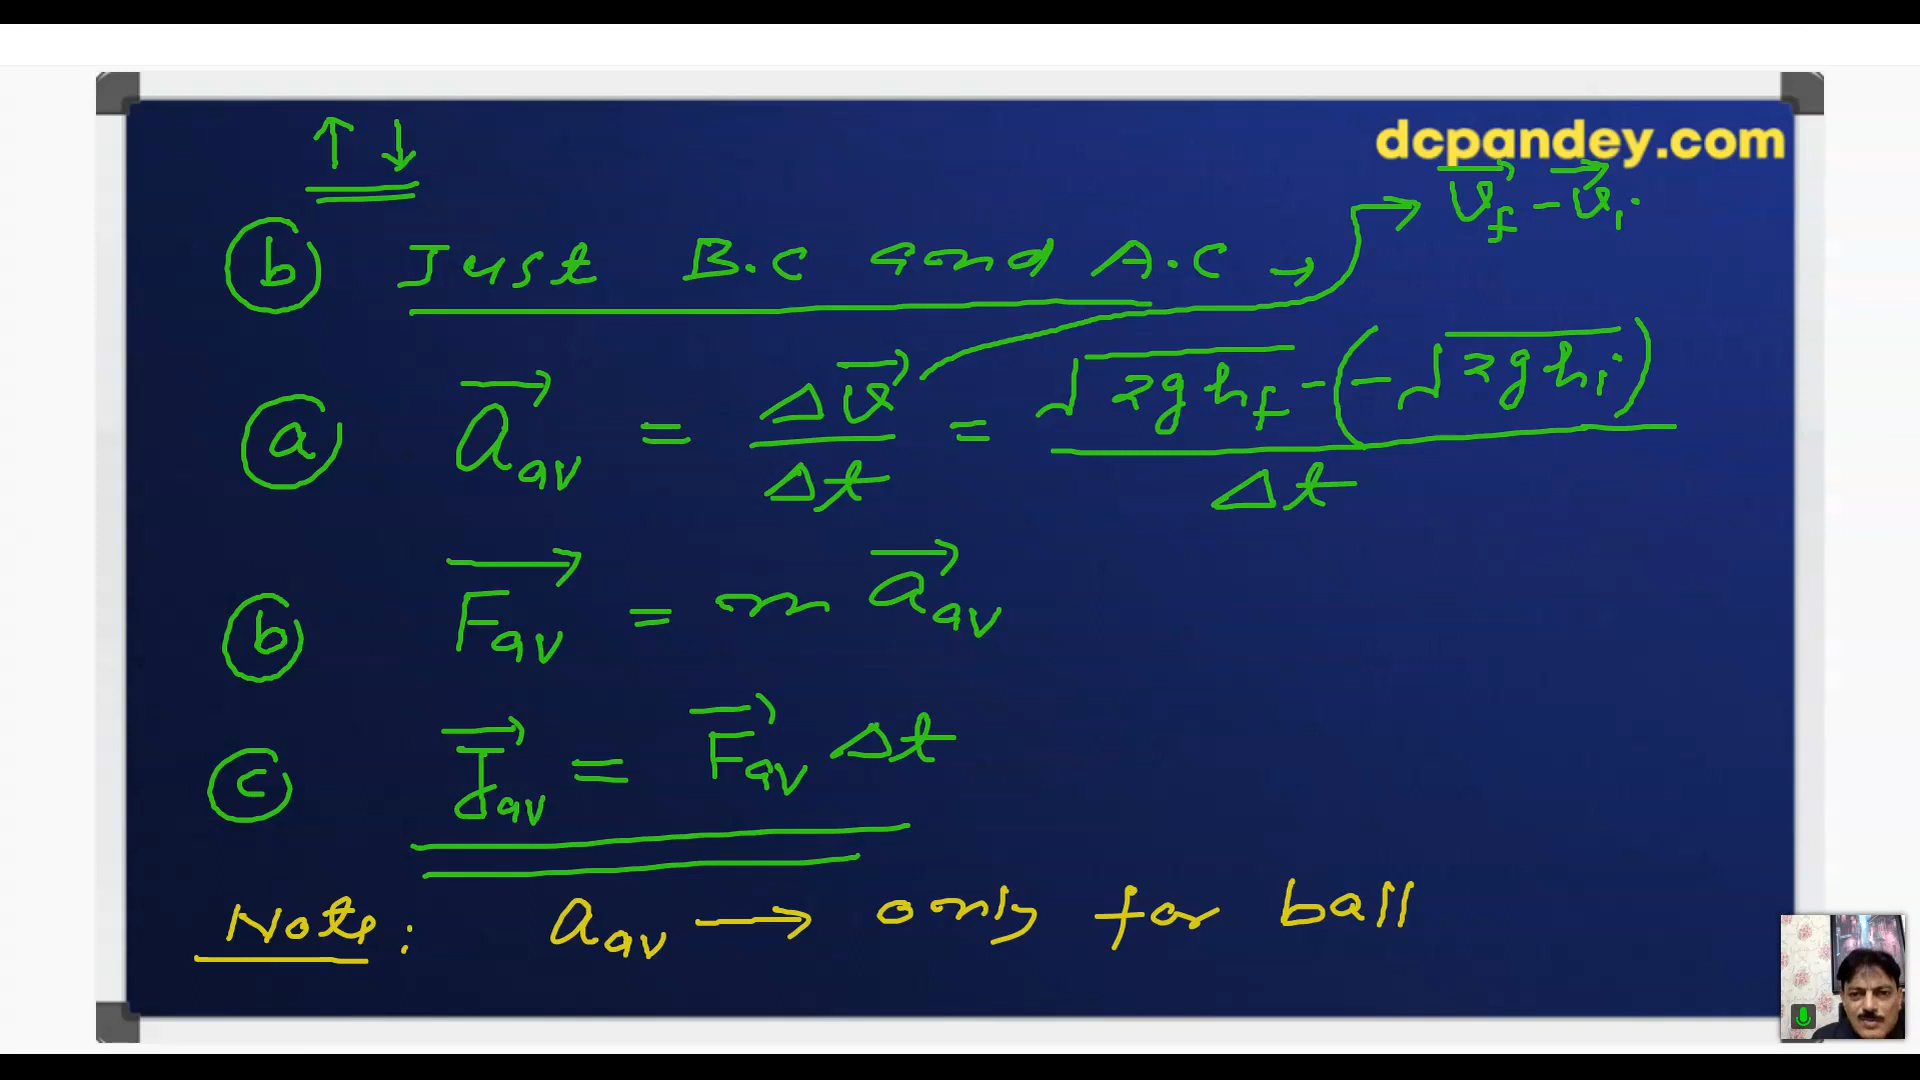 ↑ ↓
dcpandey.com
(b) Just B.C and A.C → v⃗f - v⃗i
(a) a⃗av = Δv⃗/Δt = (√2ghf - (-√2ghi))/Δt
(b) F⃗av = m a⃗av
(c) J⃗av = F⃗av Δt
Note: aav → only for ball